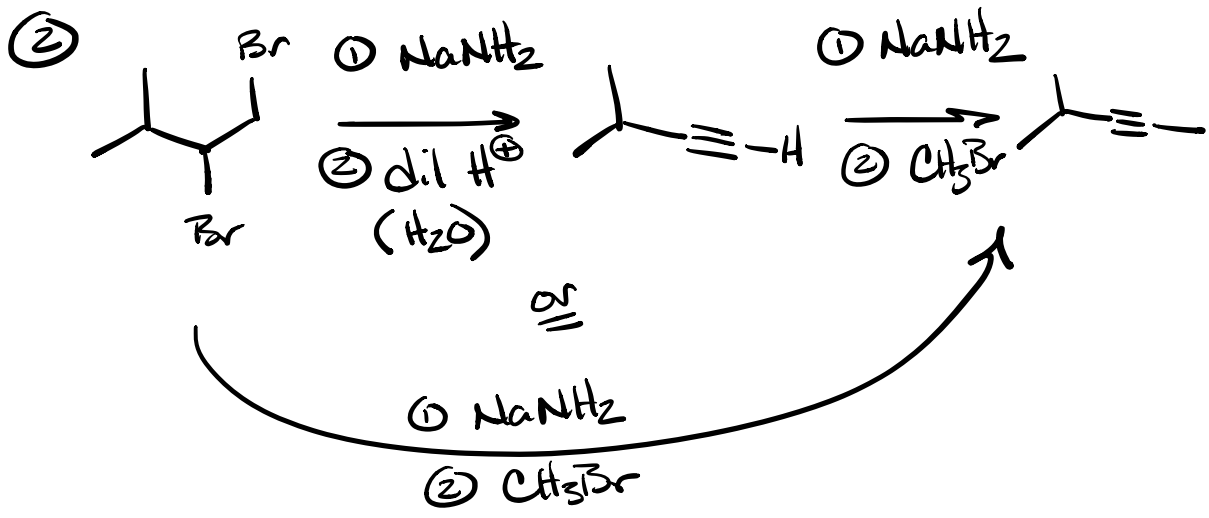 ②
Br
Br
① NaNH₂
② dil H⊕
(H₂O)
≡ H
① NaNH₂
② CH₃Br
or
① NaNH₂
② CH₃Br